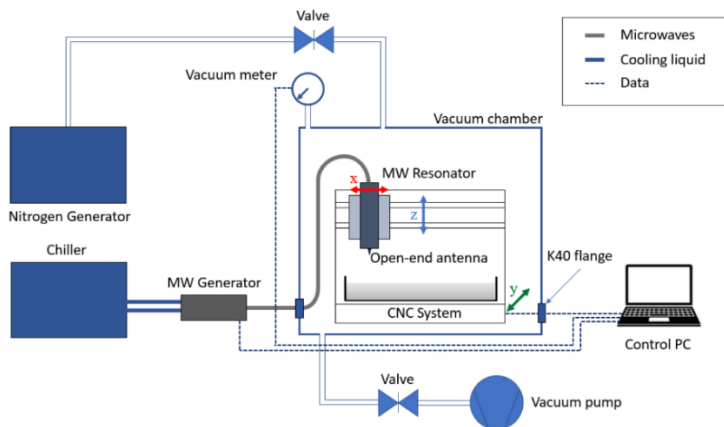 Valve
Microwaves
Cooling liquid
Data
Vacuum meter
Vacuum chamber
MW Resonator
x
z
Nitrogen Generator
Chiller
Open-end antenna
K40 flange
MW Generator
y
CNC System
Control PC
Valve
Vacuum pump